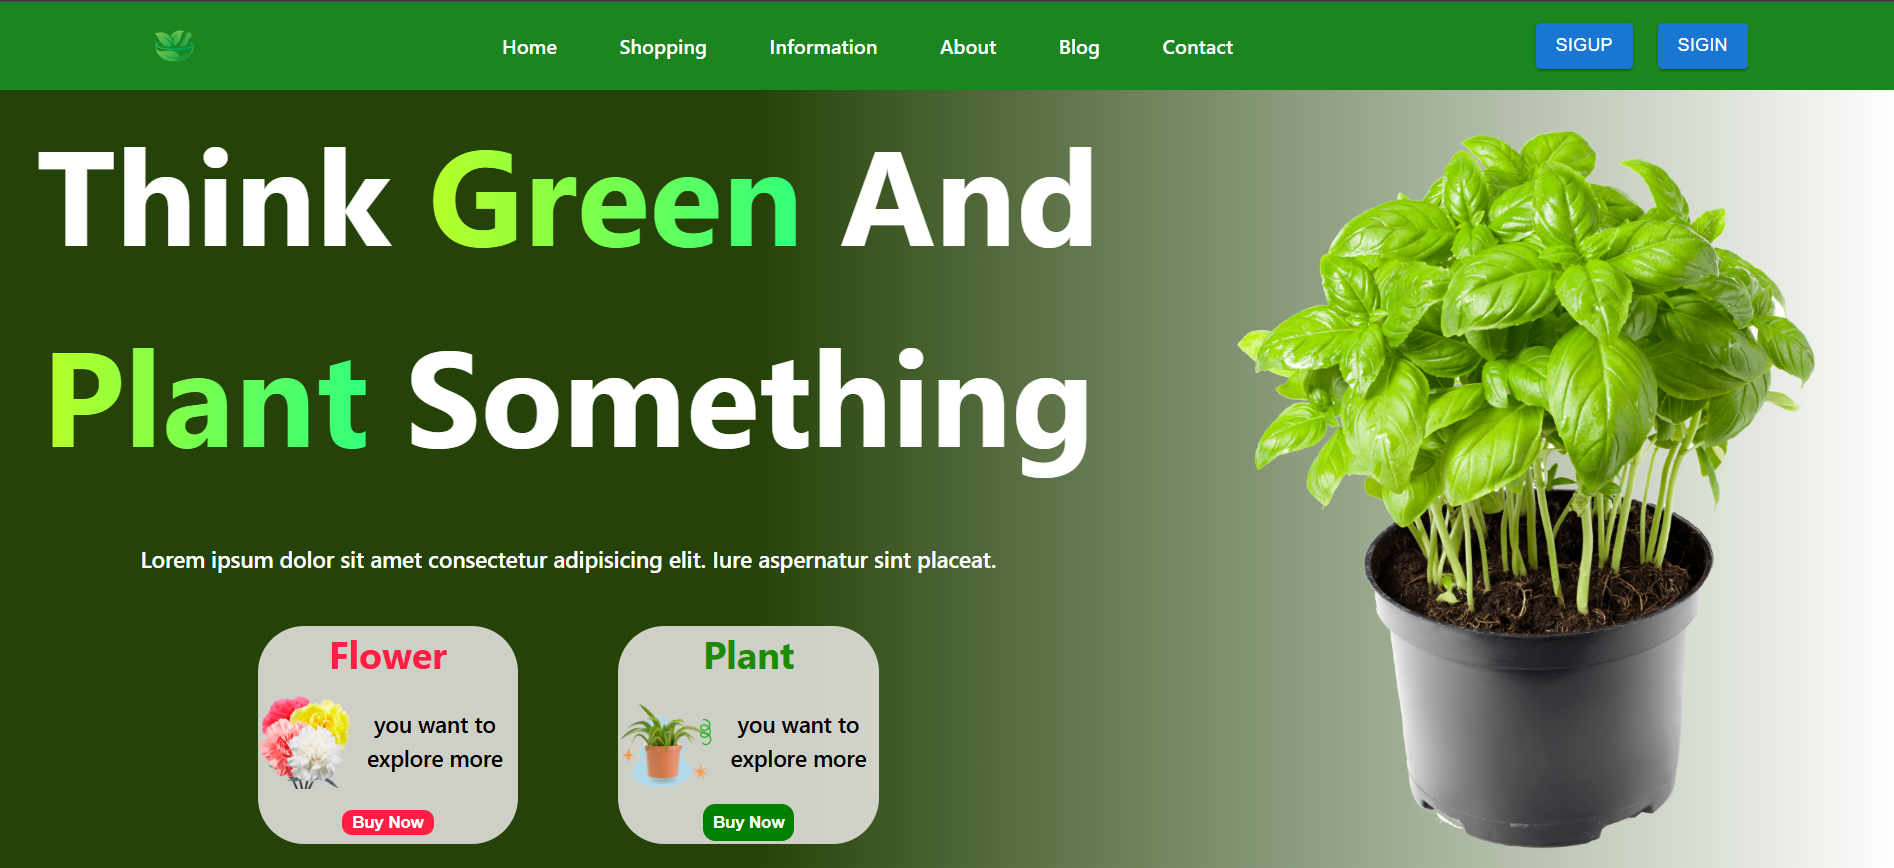 Home Shopping Information About Blog Contact SIGUP SIGIN
Think Green And
Plant Something
Lorem ipsum dolor sit amet consectetur adipisicing elit. Iure aspernatur sint placeat.
Flower
you want to
explore more
Buy Now
Plant
you want to
explore more
Buy Now